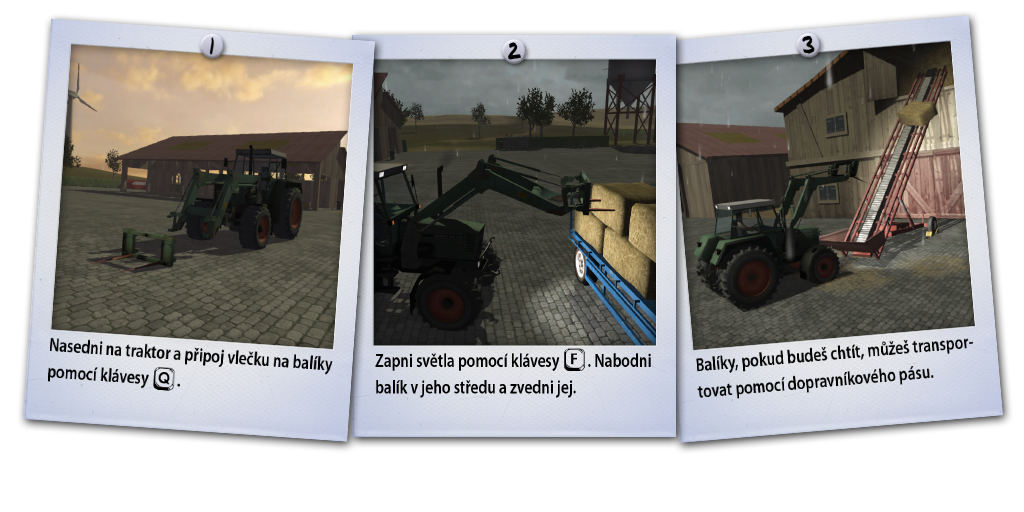 1
Nasedni na traktor a připoj vlečku na balíky
pomocí klávesy Q.
2
Zapni světla pomocí klávesy F. Nabodni
balík v jeho středu a zvedni jej.
3
Balíky, pokud budeš chtít, můžeš transpor-
tovat pomocí dopravníkového pásu.